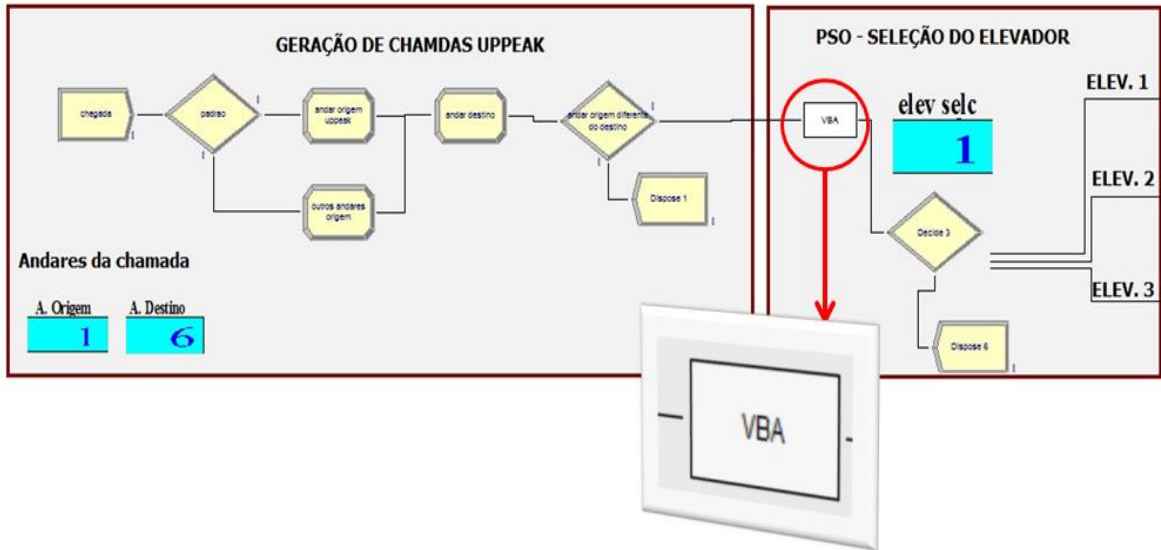 GERAÇÃO DE CHAMDAS UPPEAK
chegada
padrao
andar origem
uppeak
outros andares
origem
andar destino
andar origem diferente
do destino
Dispose 1
Andares da chamada
A. Origem
1
A. Destino
6
PSO - SELEÇÃO DO ELEVADOR
VBA
elev selç
1
Decide 3
Dispose 6
ELEV. 1
ELEV. 2
ELEV. 3
VBA